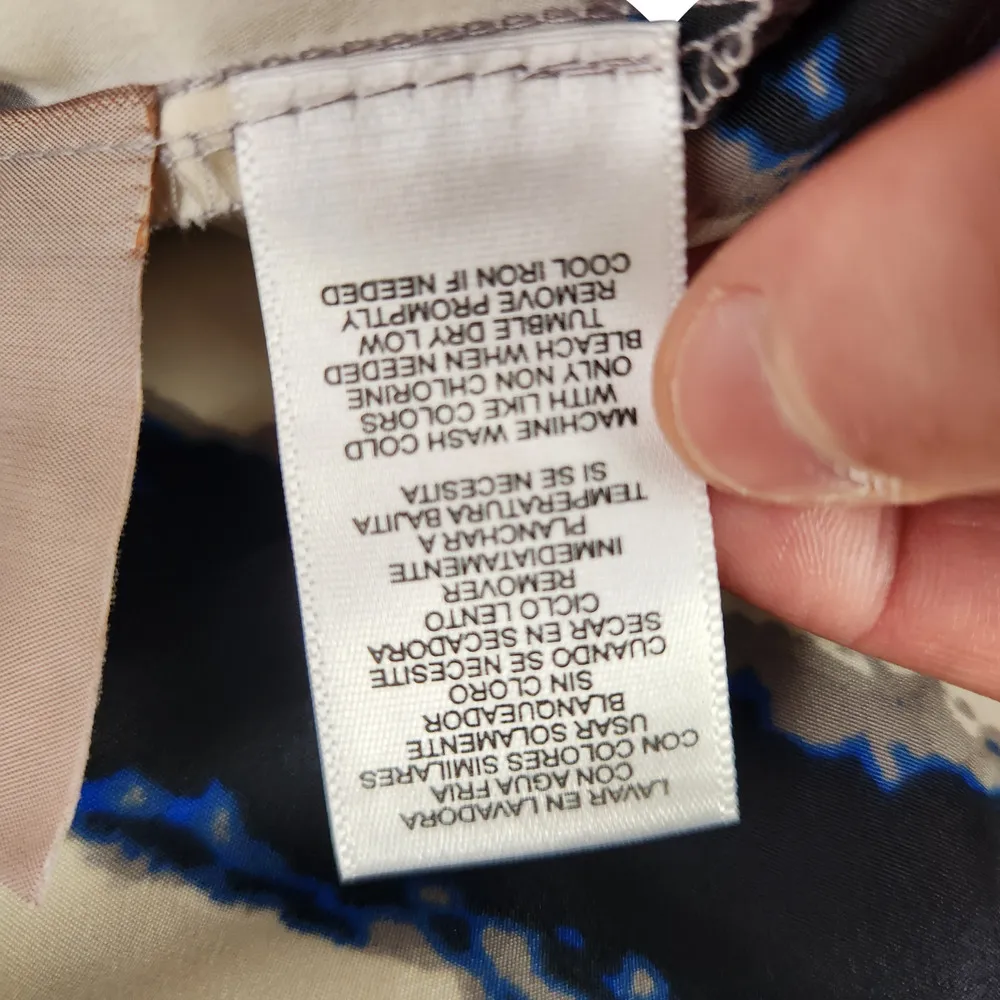 LAVAR EN LAVADORA
CON AGUA FRIA
CON COLORES SIMILARES
USAR SOLAMENTE
BLANQUEADOR
SIN CLORO
CUANDO SE NECESITE
SECAR EN SECADORA
CICLO LENTO
REMOVER
INMEDIATAMENTE
PLANCHAR A
TEMPERATURA BAJITA
SI SE NECESITA
MACHINE WASH COLD
WITH LIKE COLORS
ONLY NON CHLORINE
BLEACH WHEN NEEDED
TUMBLE DRY LOW
REMOVE PROMPTLY
COOL IRON IF NEEDED